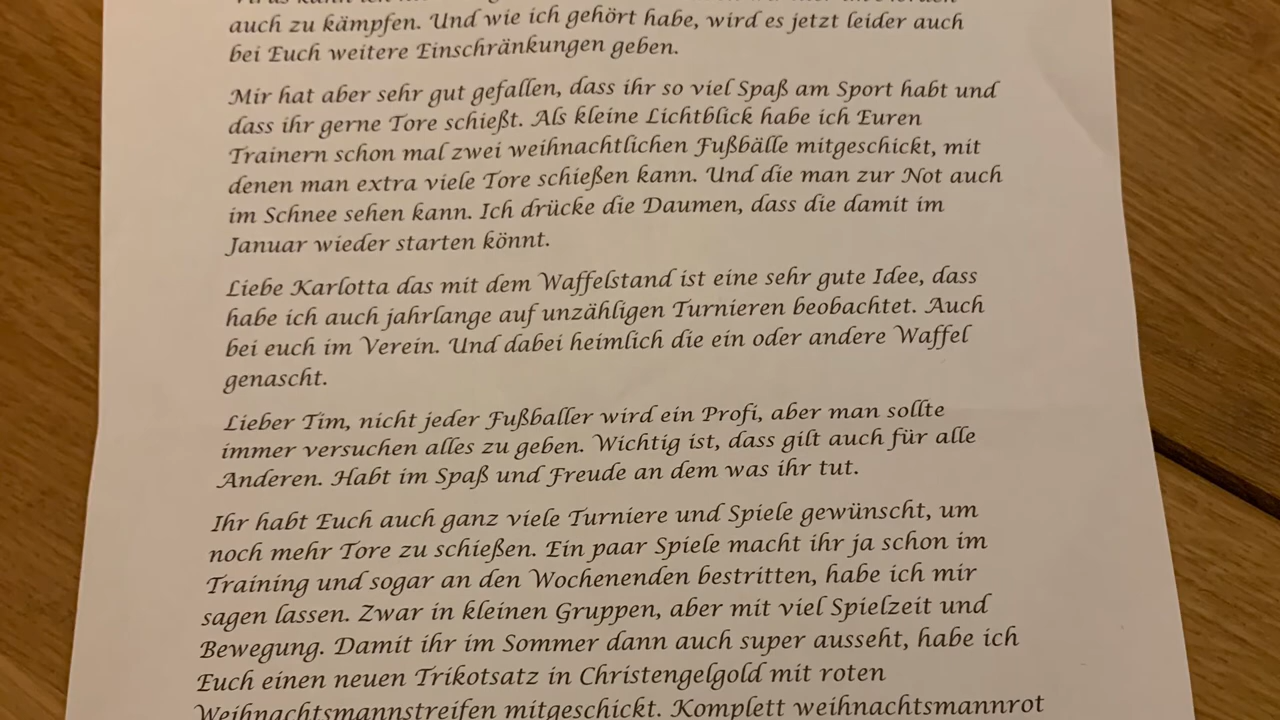 auch zu kämpfen. Und wie ich gehört habe, wird es jetzt leider auch
bei Euch weitere Einschränkungen geben.
Mir hat aber sehr gut gefallen, dass ihr so viel Spaß am Sport habt und
dass ihr gerne Tore schießt. Als kleine Lichtblick habe ich Euren
Trainern schon mal zwei weihnachtlichen Fußbälle mitgeschickt, mit
denen man extra viele Tore schießen kann. Und die man zur Not auch
im Schnee sehen kann. Ich drücke die Daumen, dass die damit im
Januar wieder starten könnt.
Liebe Karlotta das mit dem Waffelstand ist eine sehr gute Idee, dass
habe ich auch jahrlange auf unzähligen Turnieren beobachtet. Auch
bei euch im Verein. Und dabei heimlich die ein oder andere Waffel
genascht.
Lieber Tim, nicht jeder Fußballer wird ein Profi, aber man sollte
immer versuchen alles zu geben. Wichtig ist, dass gilt auch für alle
Anderen. Habt im Spaß und Freude an dem was ihr tut.
Ihr habt Euch auch ganz viele Turniere und Spiele gewünscht, um
noch mehr Tore zu schießen. Ein paar Spiele macht ihr ja schon im
Training und sogar an den Wochenenden bestritten, habe ich mir
sagen lassen. Zwar in kleinen Gruppen, aber mit viel Spielzeit und
Bewegung. Damit ihr im Sommer dann auch super ausseht, habe ich
Euch einen neuen Trikotsatz in Christengelgold mit roten
Weihnachtsmannstreifen mitgeschickt. Komplett weihnachtsmannrot